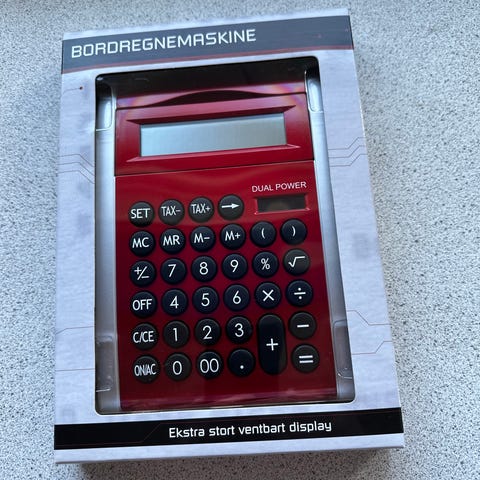 BORDREGNEMASKINE
DUAL POWER
SET TAX- TAX+ →
MC MR M- M+ ( )
+/- 7 8 9 % √
OFF 4 5 6 × ÷
C/CE 1 2 3 + −
ON/AC 0 00 . =
Ekstra stort ventbart display